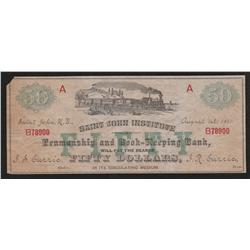 50 A A 50
Saint John, N.B., August 1st, 18
B78900 SAINT JOHN INSTITUTE B78900
FIFTY
Penmanship and Book-Keeping Bank,
WILL PAY THE BEARER
FIFTY DOLLARS,
IN ITS CIRCULATING MEDIUM